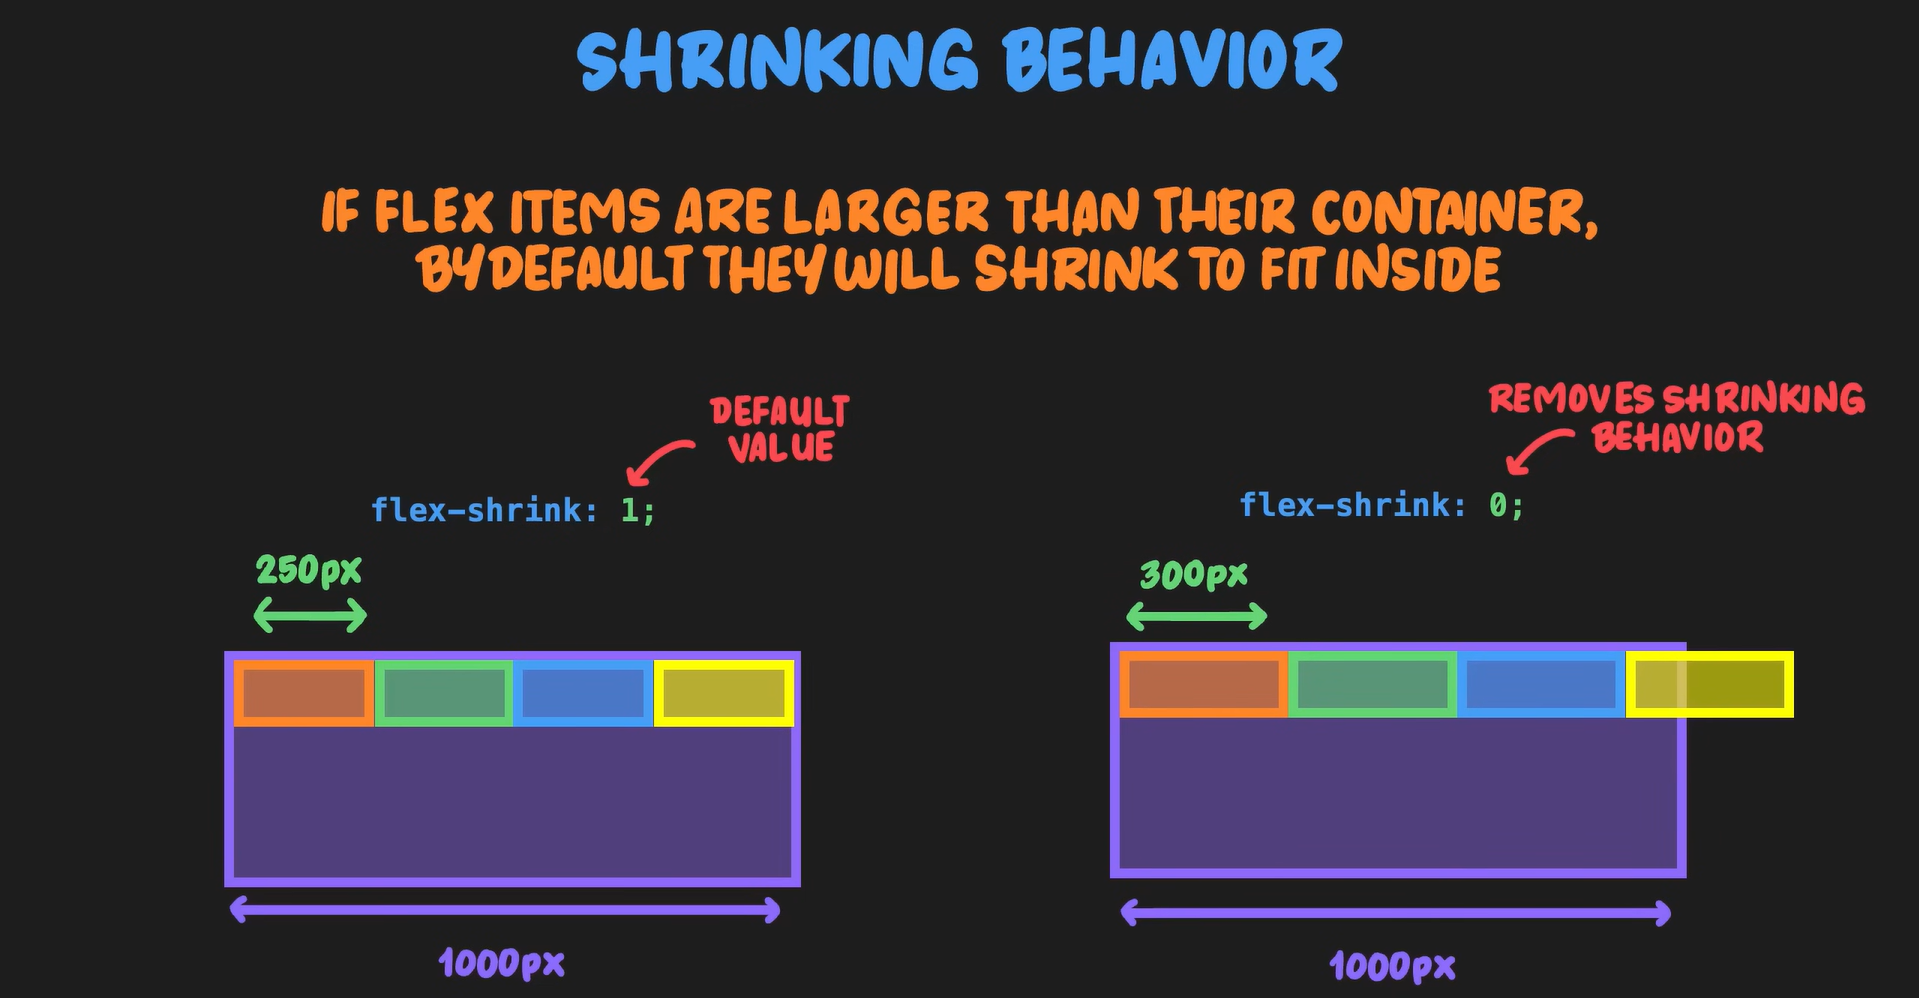 SHRINKING BEHAVIOR
IF FLEX ITEMS ARE LARGER THAN THEIR CONTAINER,
BY DEFAULT THEY WILL SHRINK TO FIT INSIDE
DEFAULT
VALUE
flex-shrink: 1;
250px
1000px
REMOVES SHRINKING
BEHAVIOR
flex-shrink: 0;
300px
1000px